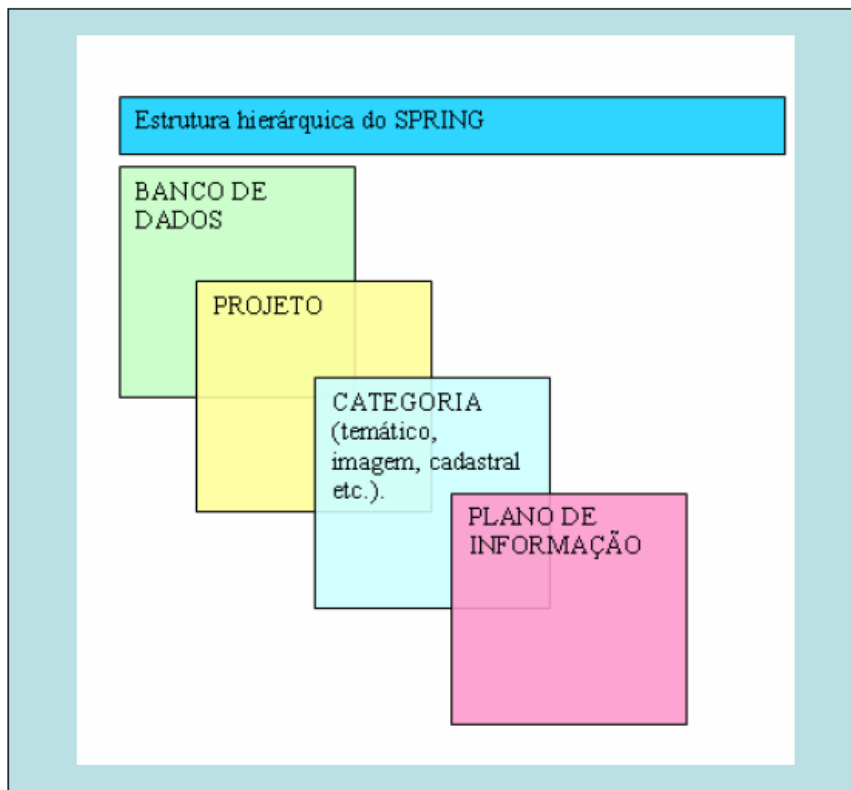 Estrutura hierárquica do SPRING
BANCO DE
DADOS
PROJETO
CATEGORIA
(temático,
imagem, cadastral
etc.).
PLANO DE
INFORMAÇÃO